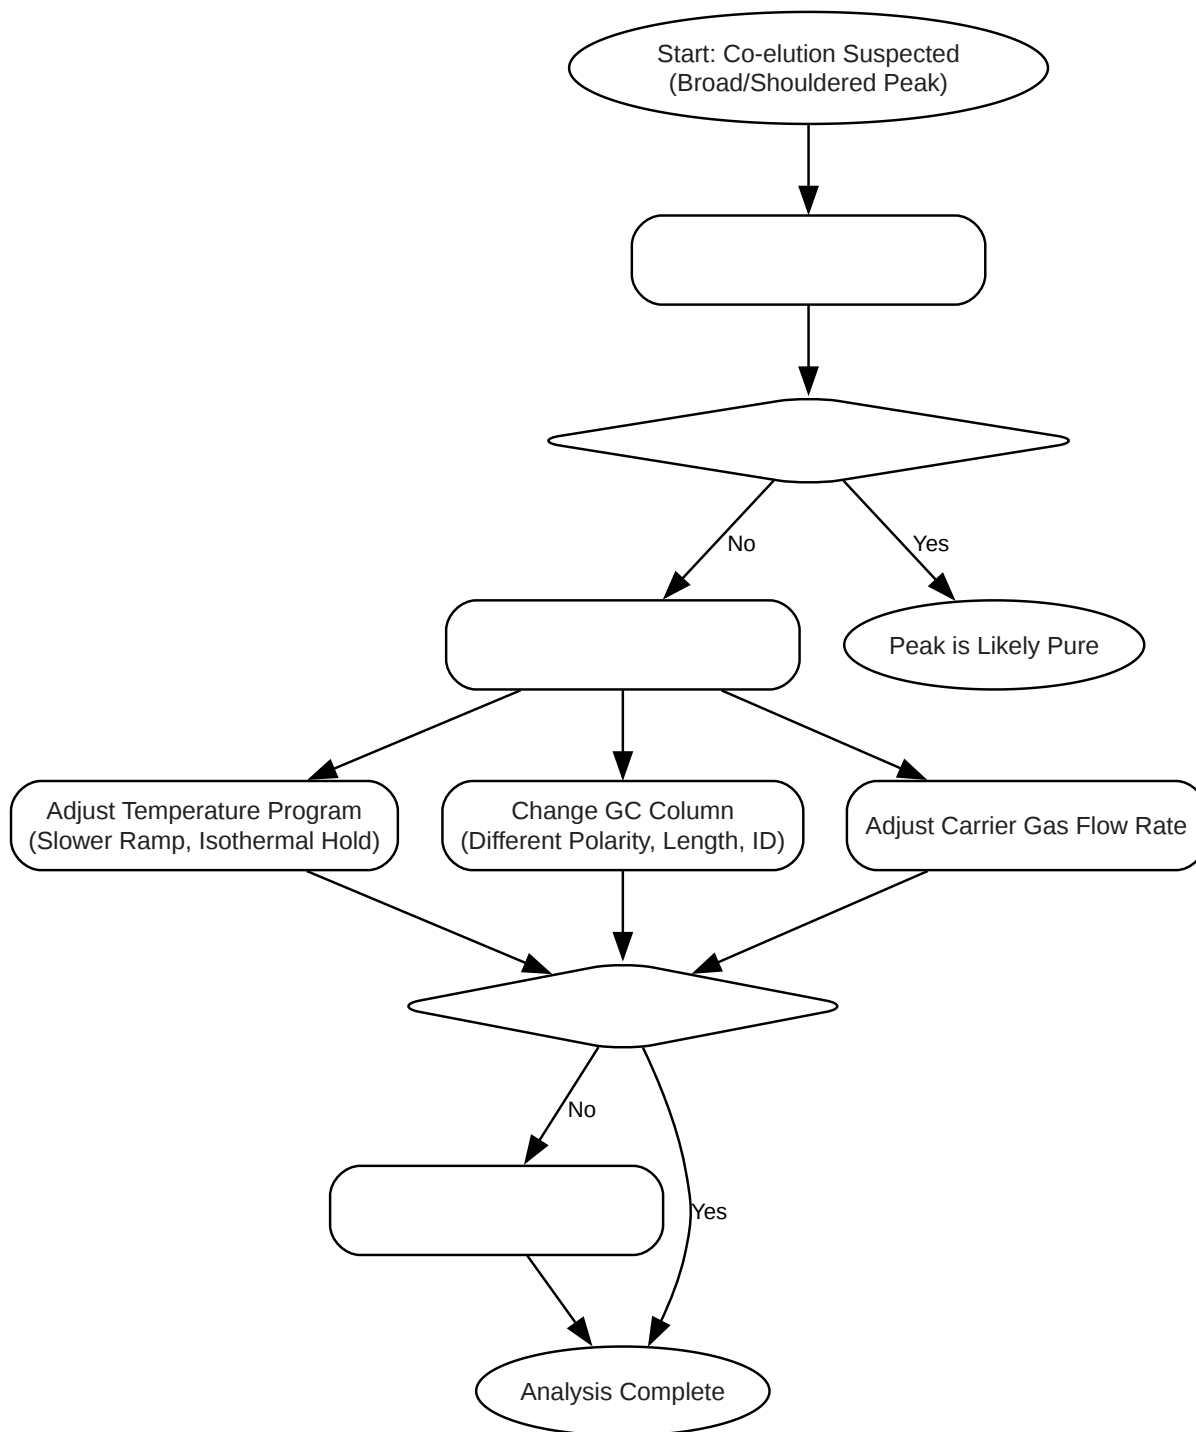 Start: Co-elution Suspected
(Broad/Shouldered Peak)
No
Yes
Peak is Likely Pure
Adjust Temperature Program
(Slower Ramp, Isothermal Hold)
Change GC Column
(Different Polarity, Length, ID)
Adjust Carrier Gas Flow Rate
No
Yes
Analysis Complete